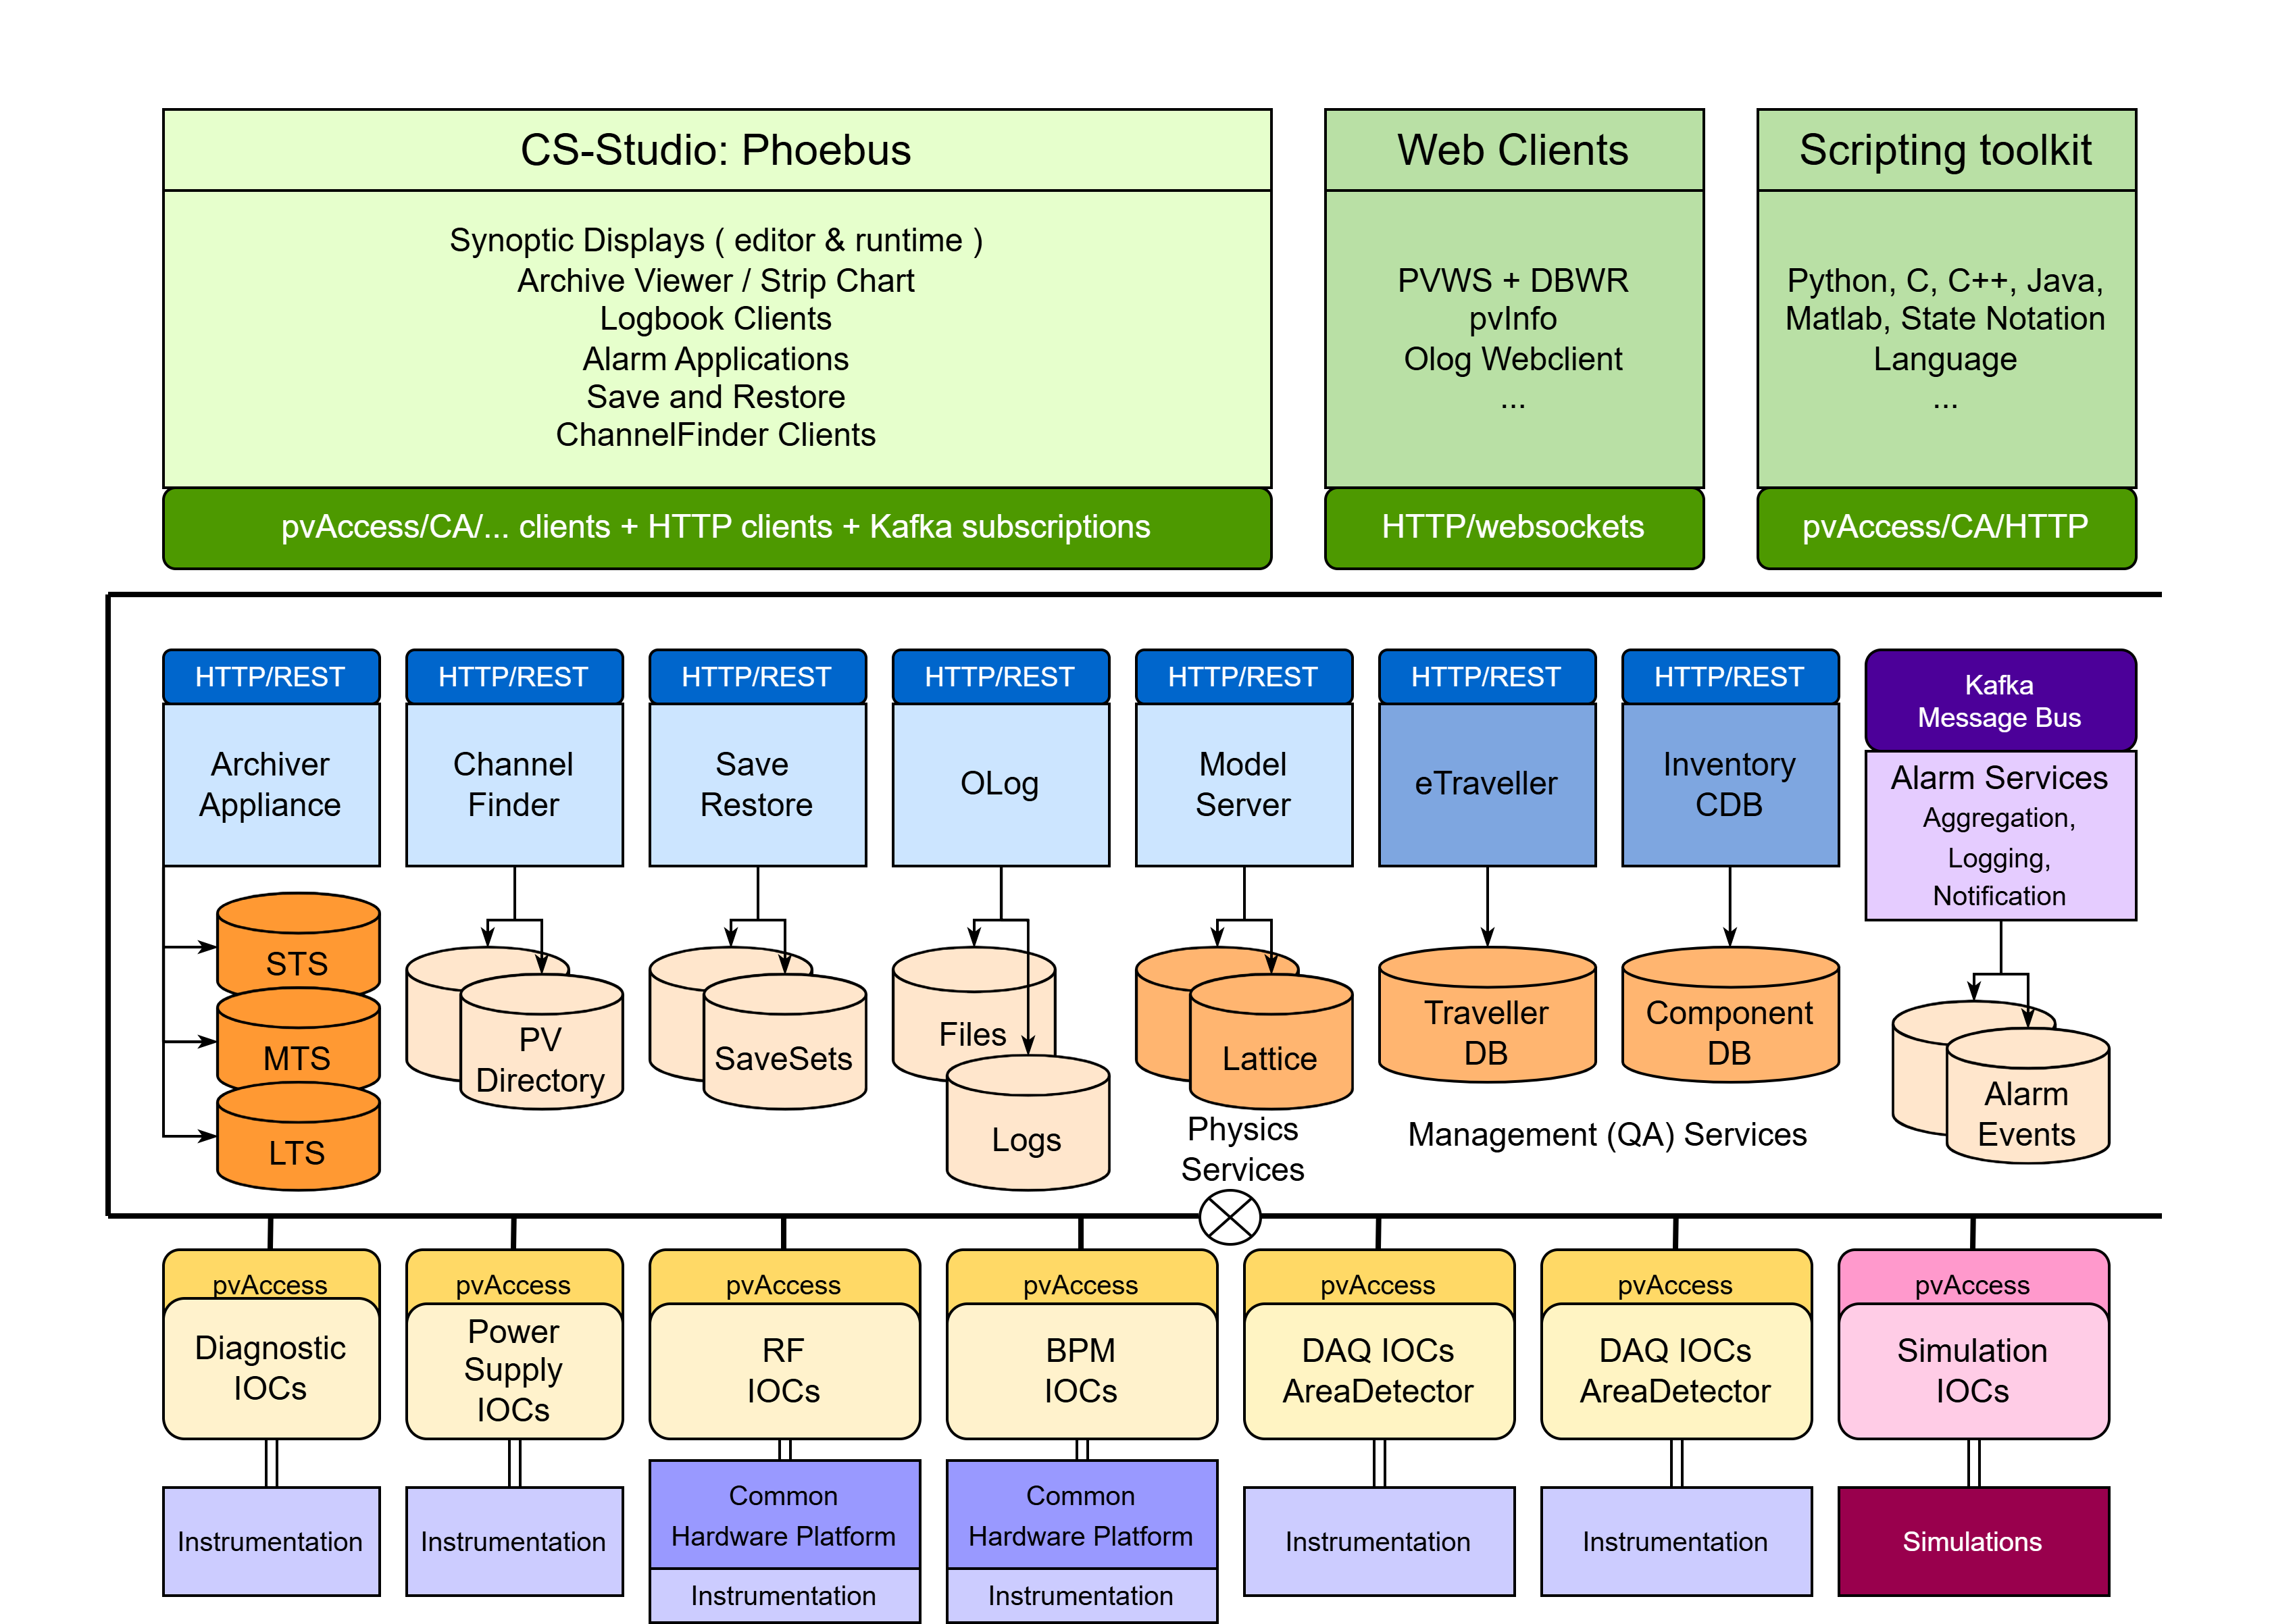 CS-Studio: Phoebus
Synoptic Displays ( editor & runtime )
Archive Viewer / Strip Chart
Logbook Clients
Alarm Applications
Save and Restore
ChannelFinder Clients
pvAccess/CA/... clients + HTTP clients + Kafka subscriptions
Web Clients
PVWS + DBWR
pvInfo
Olog Webclient
...
HTTP/websockets
Scripting toolkit
Python, C, C++, Java,
Matlab, State Notation
Language
...
pvAccess/CA/HTTP
HTTP/REST
Archiver
Appliance
STS
MTS
LTS
HTTP/REST
Channel
Finder
PV
Directory
HTTP/REST
Save
Restore
SaveSets
HTTP/REST
OLog
Files
Logs
HTTP/REST
Model
Server
Lattice
Physics
Services
HTTP/REST
eTraveller
Traveller
DB
HTTP/REST
Inventory
CDB
Component
DB
Management (QA) Services
Kafka
Message Bus
Alarm Services
Aggregation,
Logging,
Notification
Alarm
Events
pvAccess
Diagnostic
IOCs
Instrumentation
pvAccess
Power
Supply
IOCs
Instrumentation
pvAccess
RF
IOCs
Common
Hardware Platform
Instrumentation
pvAccess
BPM
IOCs
Common
Hardware Platform
Instrumentation
pvAccess
DAQ IOCs
AreaDetector
Instrumentation
pvAccess
DAQ IOCs
AreaDetector
Instrumentation
pvAccess
Simulation
IOCs
Simulations